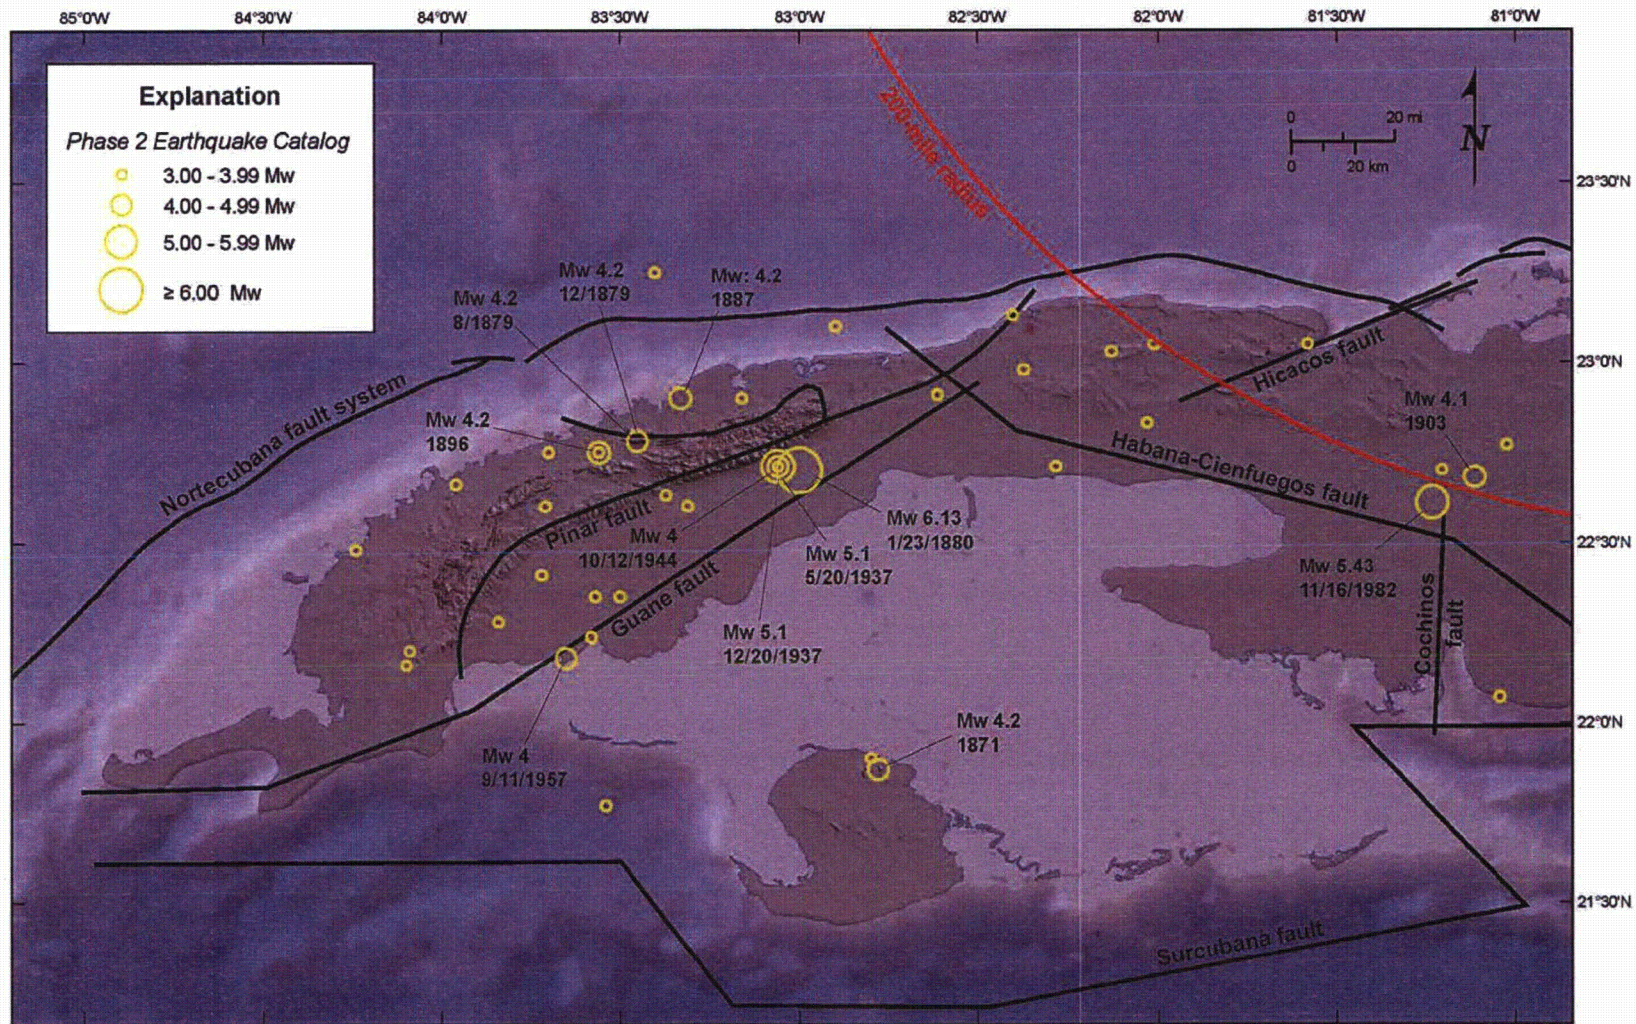 85°0'W 84°30'W 84°0'W 83°30'W 83°0'W 82°30'W 82°0'W 81°30'W 81°0'W
Explanation
Phase 2 Earthquake Catalog
3.00 - 3.99 Mw
4.00 - 4.99 Mw
5.00 - 5.99 Mw
≥ 6.00 Mw
200-mile radius
0 20 mi
0 20 km
N
23°30'N
Mw 4.2
12/1879
Mw: 4.2
1887
Mw 4.2
8/1879
23°0'N
Hicacos fault
Nortecubana fault system
Mw 4.2
1896
Mw 4.1
1903
Habana-Cienfuegos fault
Pinar fault
Mw 4
10/12/1944
Mw 6.13
1/23/1880
Mw 5.1
5/20/1937
22°30'N
Mw 5.43
11/16/1982
Guane fault
Cochinos
fault
Mw 5.1
12/20/1937
22°0'N
Mw 4.2
1871
Mw 4
9/11/1957
21°30'N
Surcubana fault